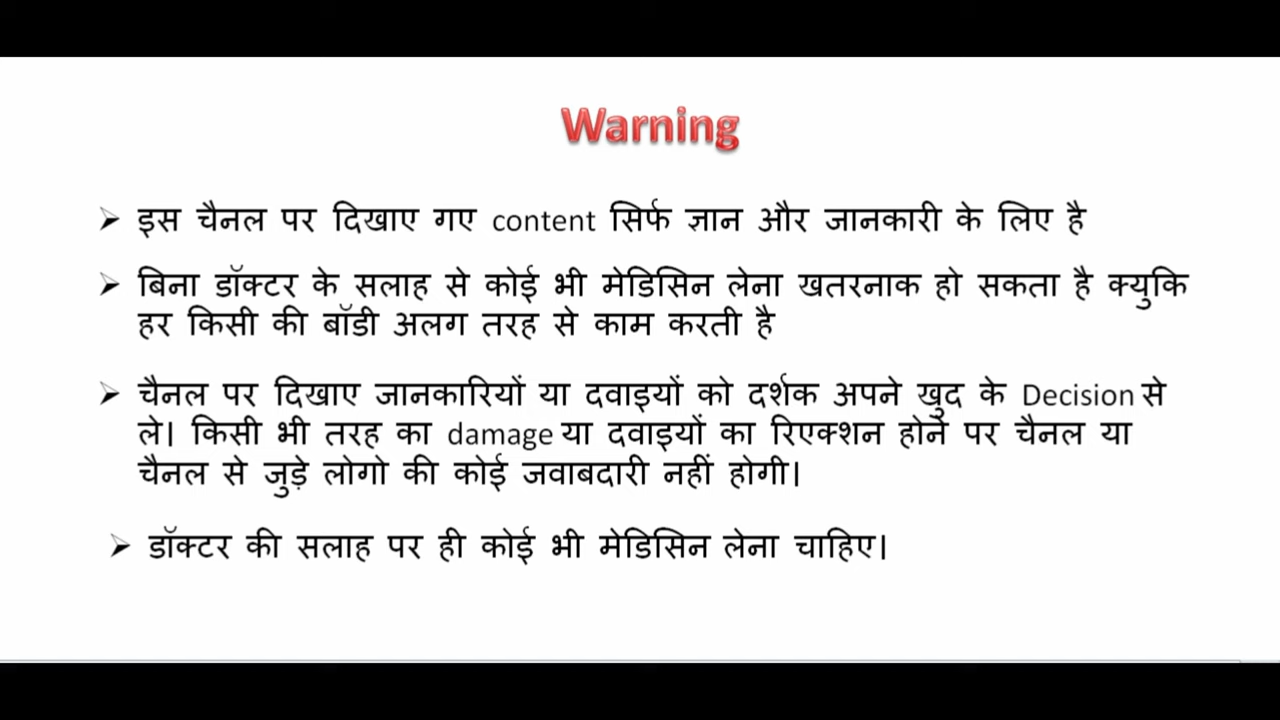 Warning
इस चैनल पर दिखाए गए content सिर्फ ज्ञान और जानकारी के लिए है
बिना डॉक्टर के सलाह से कोई भी मेडिसिन लेना खतरनाक हो सकता है क्युकि
हर किसी की बॉडी अलग तरह से काम करती है
चैनल पर दिखाए जानकारियों या दवाइयों को दर्शक अपने खुद के Decision से
ले। किसी भी तरह का damage या दवाइयों का रिएक्शन होने पर चैनल या
चैनल से जुड़े लोगो की कोई जवाबदारी नहीं होगी।
डॉक्टर की सलाह पर ही कोई भी मेडिसिन लेना चाहिए।